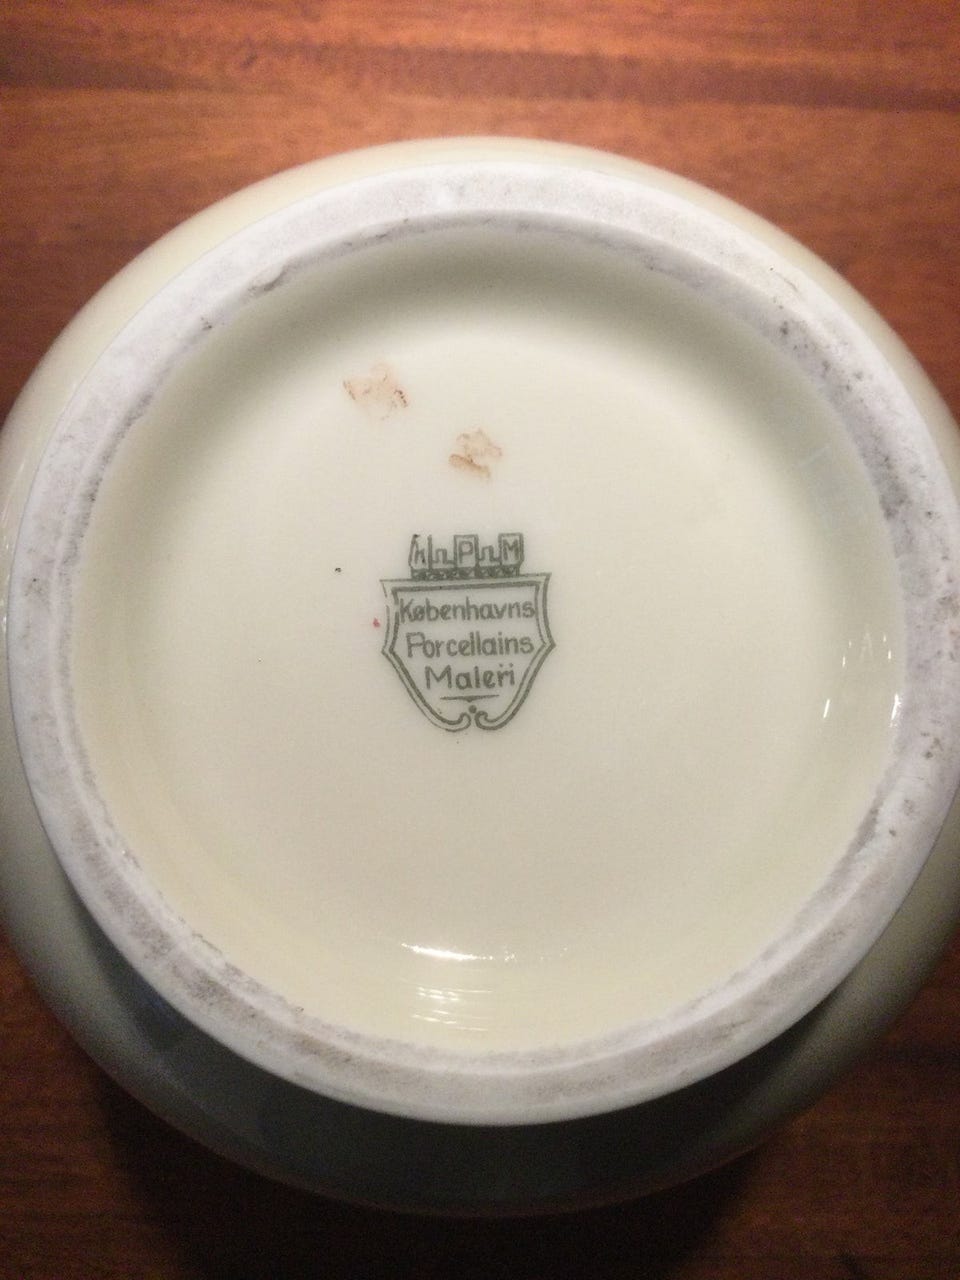 KPM
Københavns
Porcellains
Maleri